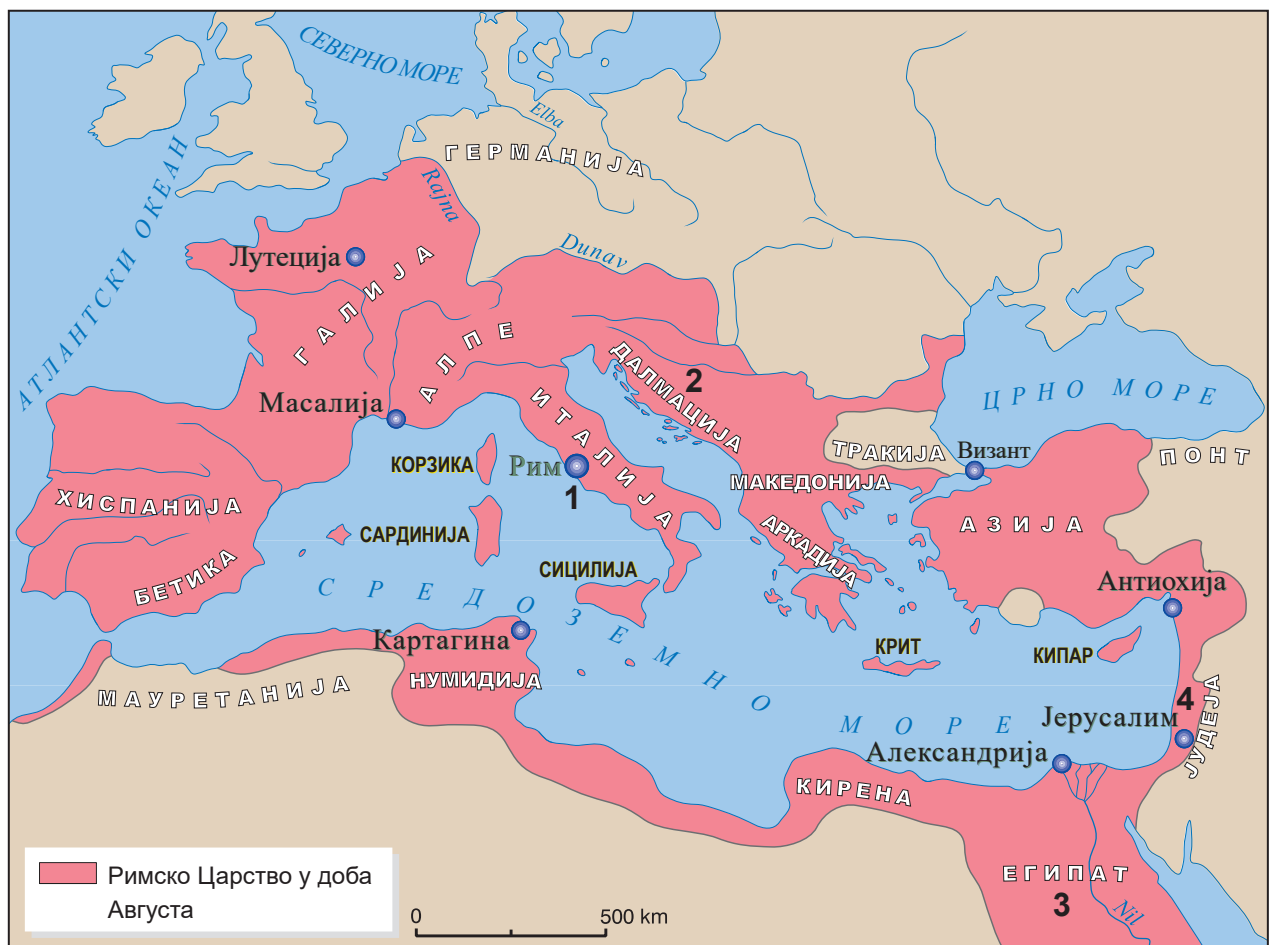 СЕВЕРНО МОРЕ
АТЛАНТСКИ ОКЕАН
Elba
ГЕРМАНИЈА
Rajna
Лутеција
Dunav
ГАЛИЈА
АЛПЕ
ДАЛМАЦИЈА
2
ЦРНО МОРЕ
Масалија
ИТАЛИЈА
КОРЗИКА
Рим
1
ТРАКИЈА
Визант
ПОНТ
МАКЕДОНИЈА
ХИСПАНИЈА
САРДИНИЈА
АРКАДИЈА
АЗИЈА
БЕТИКА
СИЦИЛИЈА
Антиохија
СРЕДОЗЕМНО МОРЕ
Картагина
КРИТ
КИПАР
НУМИДИЈА
МАУРЕТАНИЈА
4
Јерусалим
ЈУДЕЈА
Александрија
КИРЕНА
ЕГИПАТ
3
Nil
Римско Царство у доба
Августа
0 500 km